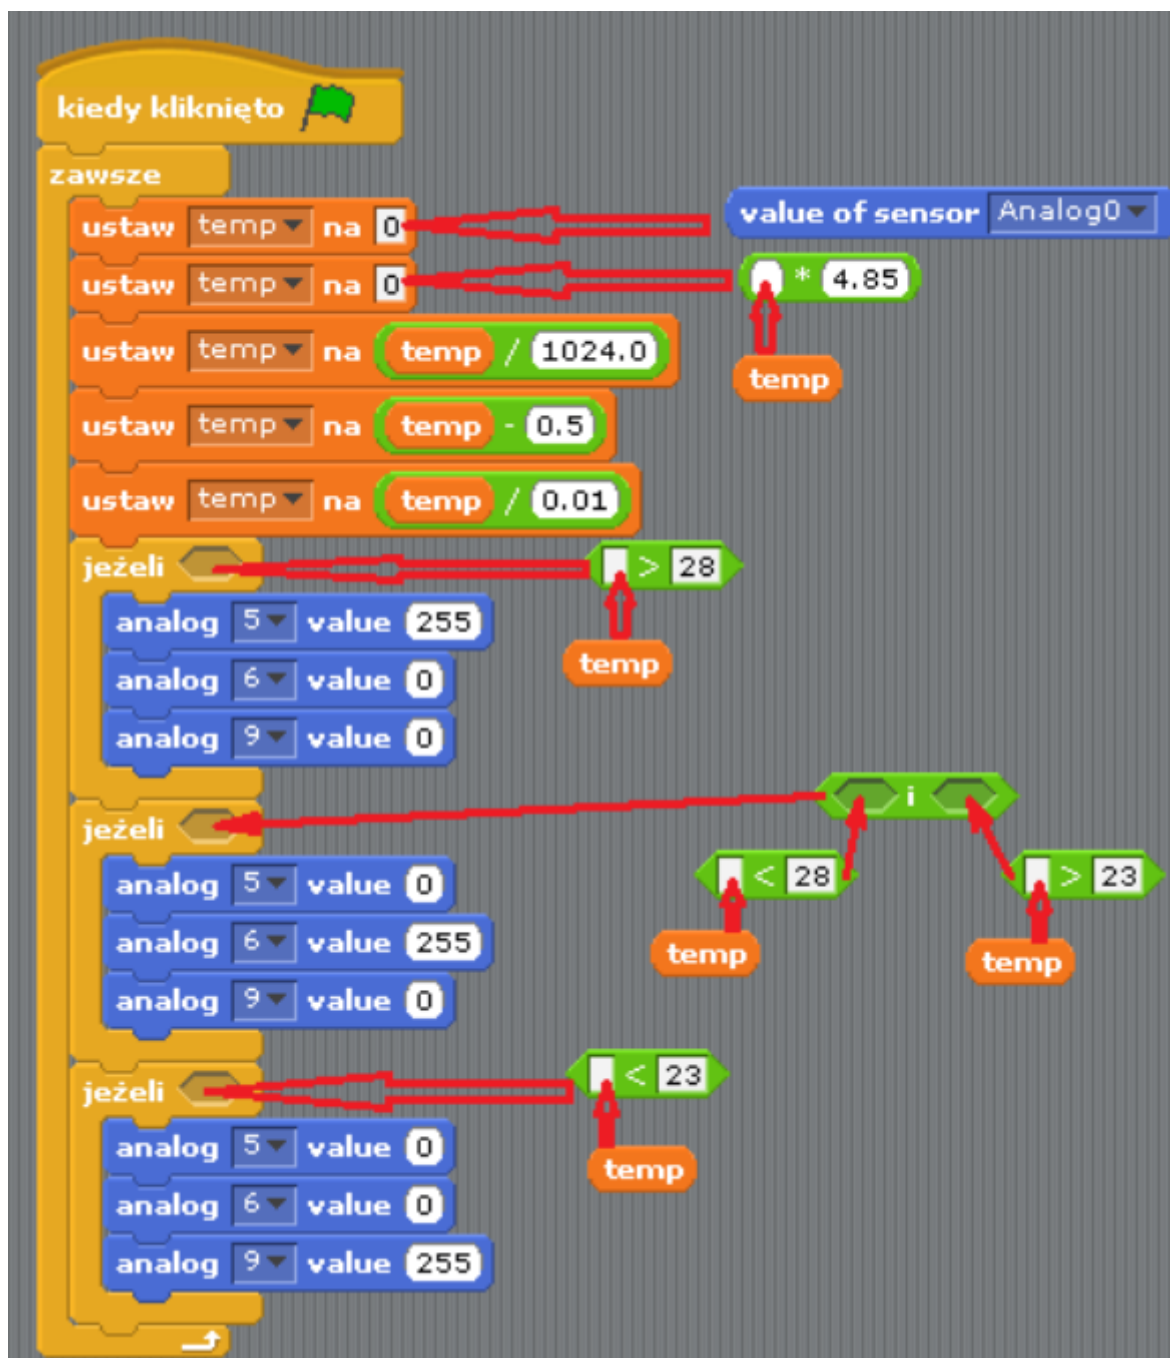 kiedy kliknięto
zawsze
ustaw temp na 0
value of sensor Analog0
ustaw temp na 0
* 4.85
ustaw temp na temp / 1024.0
temp
ustaw temp na temp - 0.5
ustaw temp na temp / 0.01
jeżeli
> 28
analog 5 value 255
temp
analog 6 value 0
analog 9 value 0
i
jeżeli
analog 5 value 0
< 28
> 23
analog 6 value 255
temp
temp
analog 9 value 0
jeżeli
< 23
analog 5 value 0
temp
analog 6 value 0
analog 9 value 255